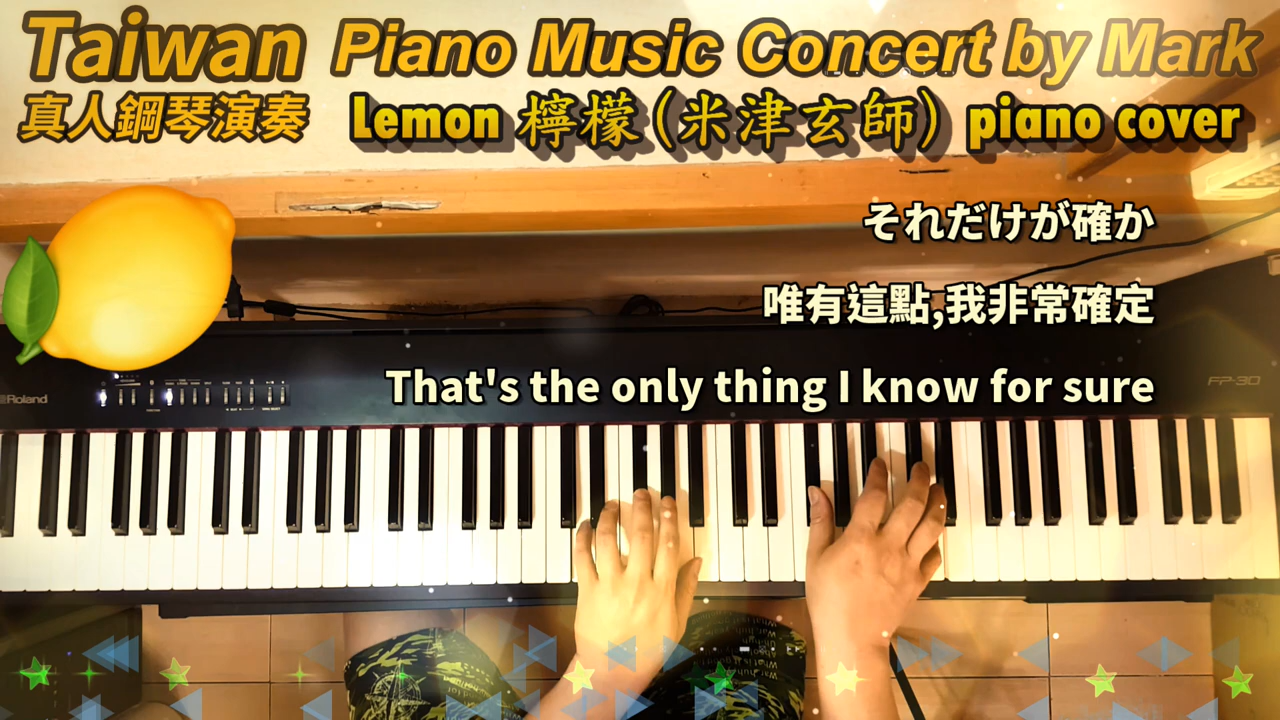 Taiwan Piano Music Concert by Mark
真人鋼琴演奏 Lemon 檸檬(米津玄師) piano cover
それだけが確か
唯有這點,我非常確定
That's the only thing I know for sure
Roland
FP-30